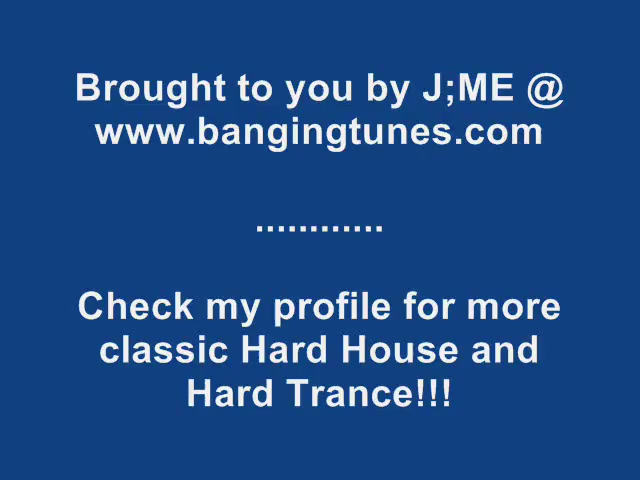 Brought to you by J;ME @
www.bangingtunes.com
............
Check my profile for more
classic Hard House and
Hard Trance!!!